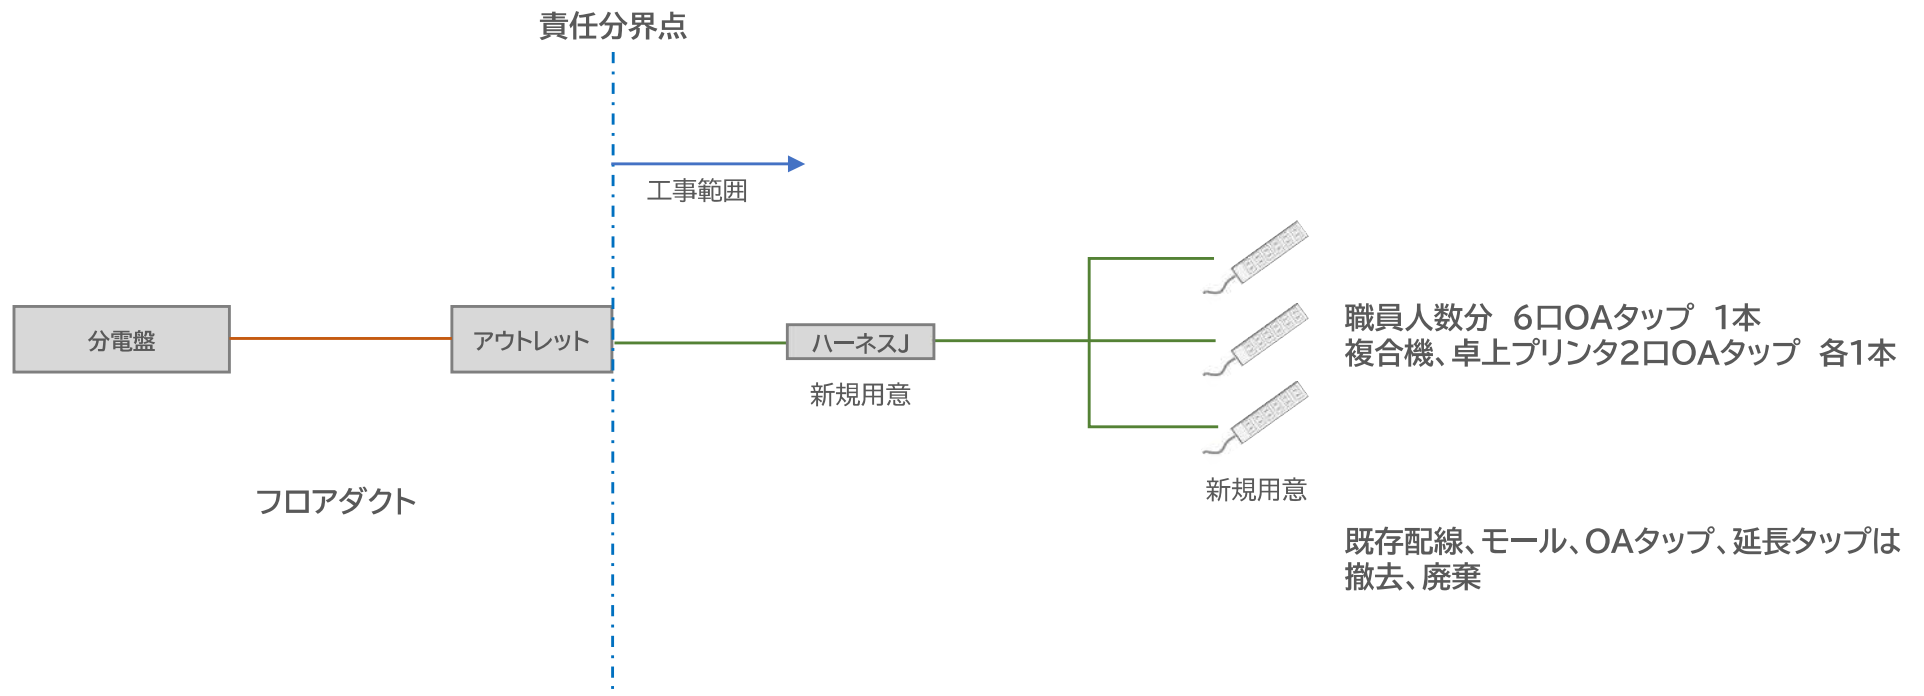 責任分界点
工事範囲
分電盤
アウトレット
ハーネスJ
新規用意
職員人数分　6口OAタップ　1本
複合機、卓上プリンタ2口OAタップ　各1本
新規用意
フロアダクト
既存配線、モール、OAタップ、延長タップは
撤去、廃棄